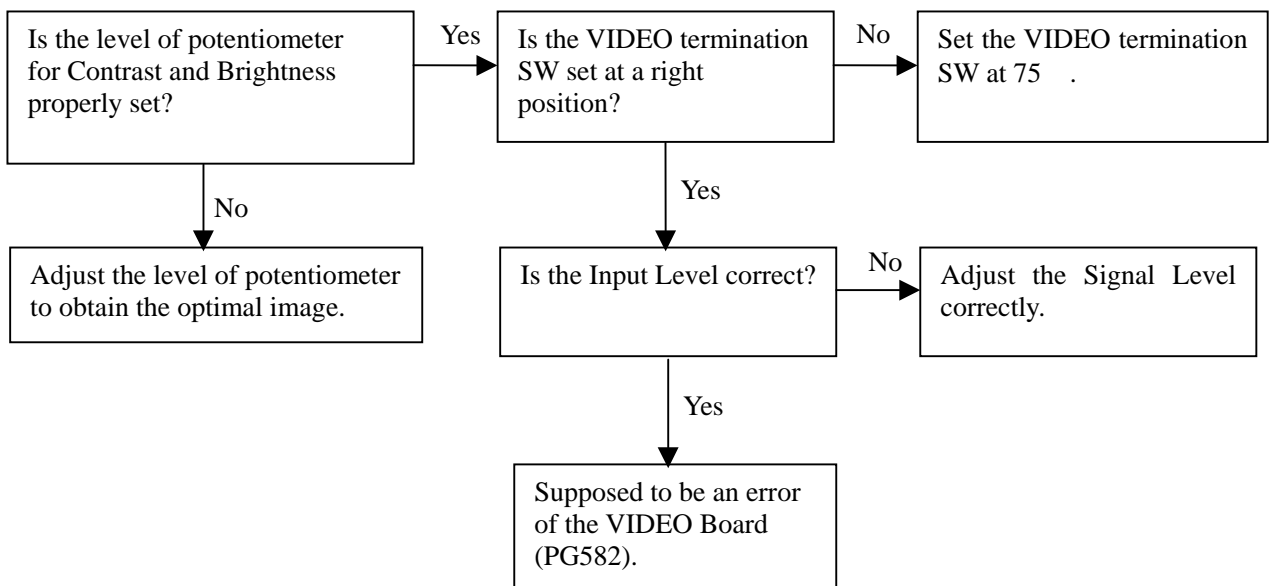 Is the level of potentiometer
for Contrast and Brightness
properly set?
Yes
Is the VIDEO termination
SW set at a right
position?
No
Set the VIDEO termination
SW at 75 .
No
Yes
Adjust the level of potentiometer
to obtain the optimal image.
Is the Input Level correct?
No
Adjust the Signal Level
correctly.
Yes
Supposed to be an error
of the VIDEO Board
(PG582).